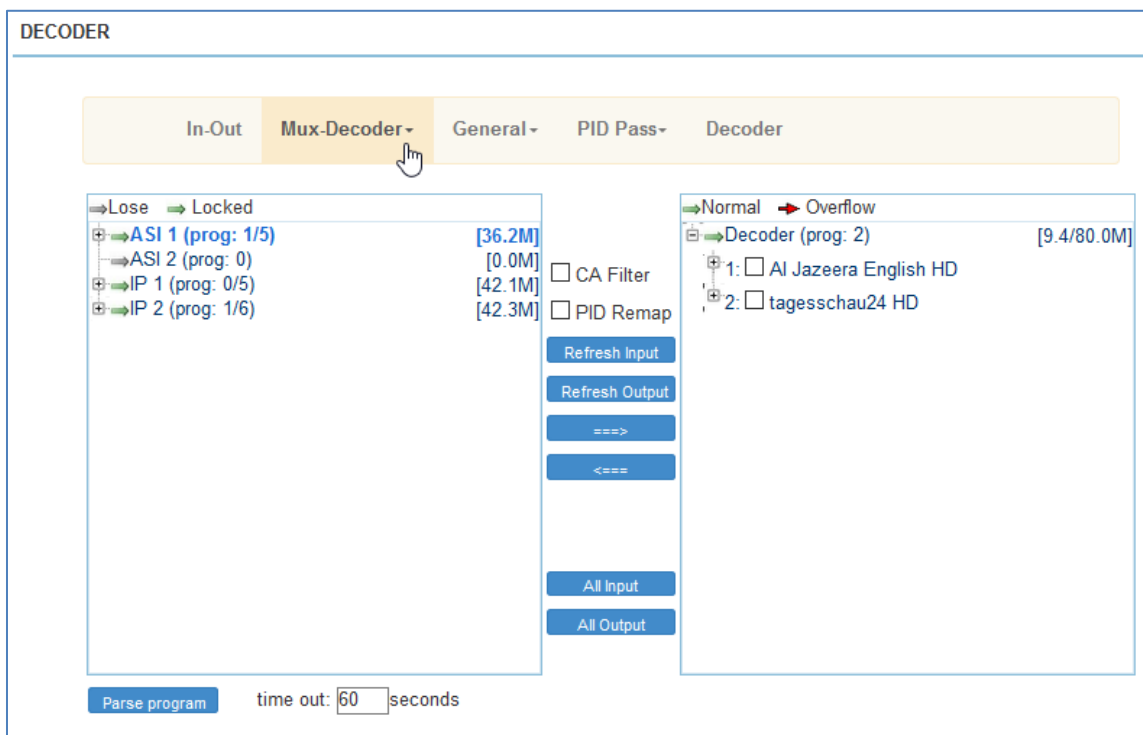 DECODER
In-Out Mux-Decoder General PID Pass Decoder
Lose Locked
ASI 1 (prog: 1/5) [36.2M]
ASI 2 (prog: 0) [0.0M]
IP 1 (prog: 0/5) [42.1M]
IP 2 (prog: 1/6) [42.3M]
CA Filter
PID Remap
Refresh Input
Refresh Output
===>
<===
All Input
All Output
Normal Overflow
Decoder (prog: 2) [9.4/80.0M]
1: Al Jazeera English HD
2: tagesschau24 HD
Parse program time out: 60 seconds